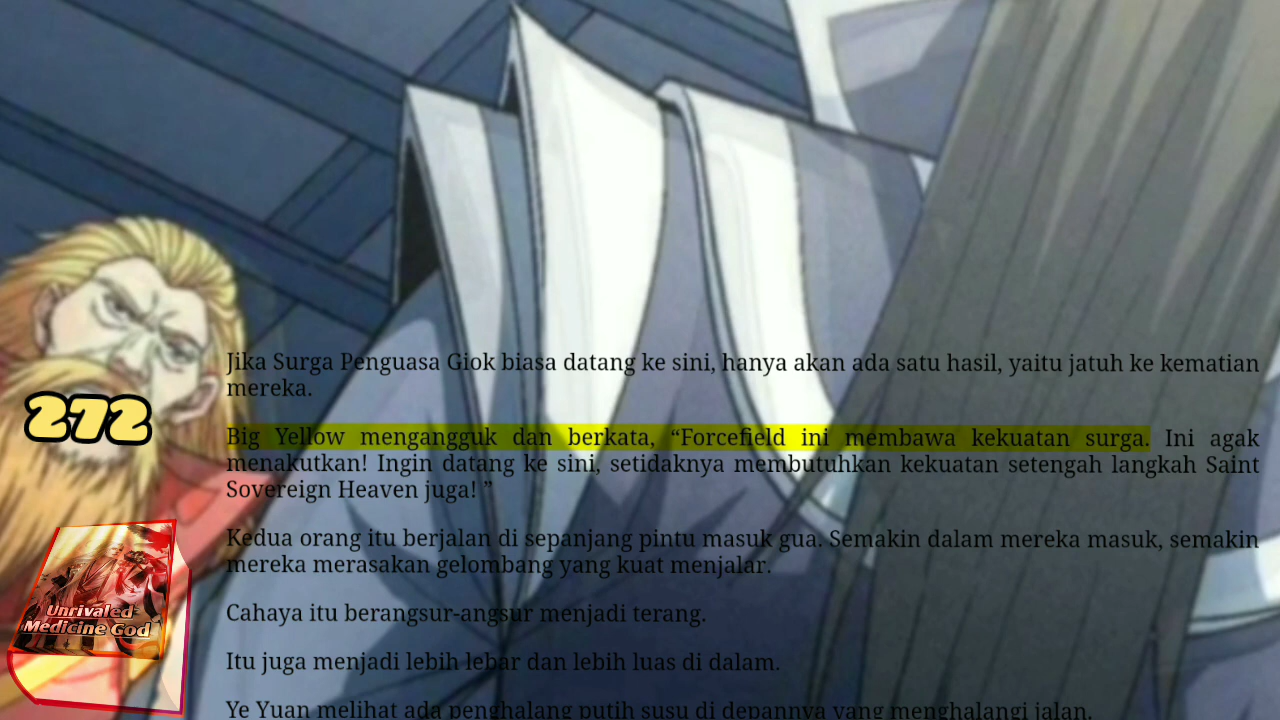 Jika Surga Penguasa Giok biasa datang ke sini, hanya akan ada satu hasil, yaitu jatuh ke kematian
mereka.
Big Yellow mengangguk dan berkata, “Forcefield ini membawa kekuatan surga. Ini agak
menakutkan! Ingin datang ke sini, setidaknya membutuhkan kekuatan setengah langkah Saint
Sovereign Heaven juga! ”
Kedua orang itu berjalan di sepanjang pintu masuk gua. Semakin dalam mereka masuk, semakin
mereka merasakan gelombang yang kuat menjalar.
Cahaya itu berangsur-angsur menjadi terang.
Itu juga menjadi lebih lebar dan lebih luas di dalam.
Ye Yuan melihat ada penghalang putih susu di depannya yang menghalangi jalan.
272
Unrivaled
Medicine God